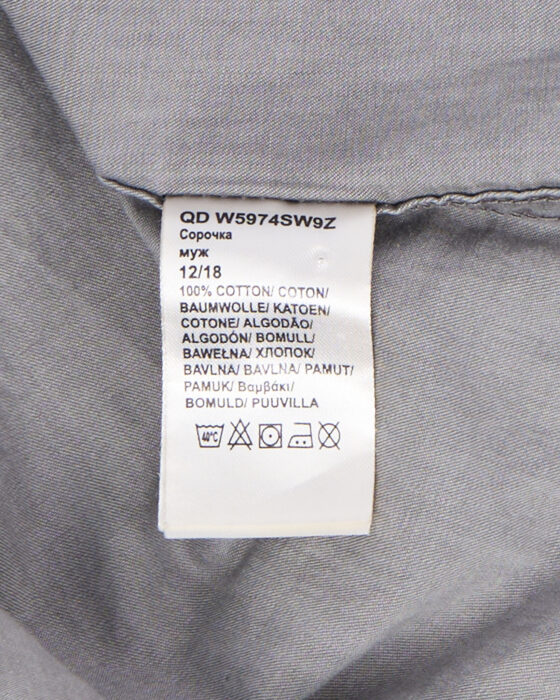 QD W5974SW9Z
Сорочка
муж
12/18
100% COTTON/ COTON/
BAUMWOLLE/ KATOEN/
COTONE/ ALGODÃO/
ALGODÓN/ BOMULL/
BAWEŁNA/ ХЛОПОК/
BAVLNA/ BAVLNA/ PAMUT/
PAMUK/ Βαμβάκι/
BOMULD/ PUUVILLA
40°C